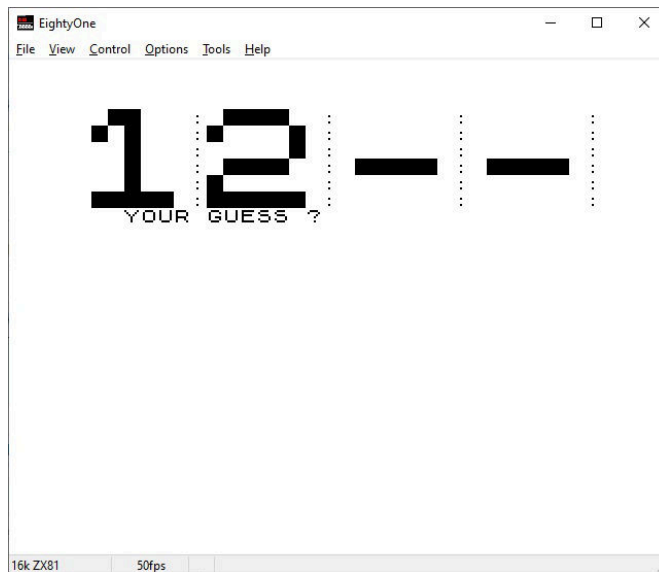 EightyOne
File View Control Options Tools Help
12--
YOUR GUESS ?
16k ZX81 50fps